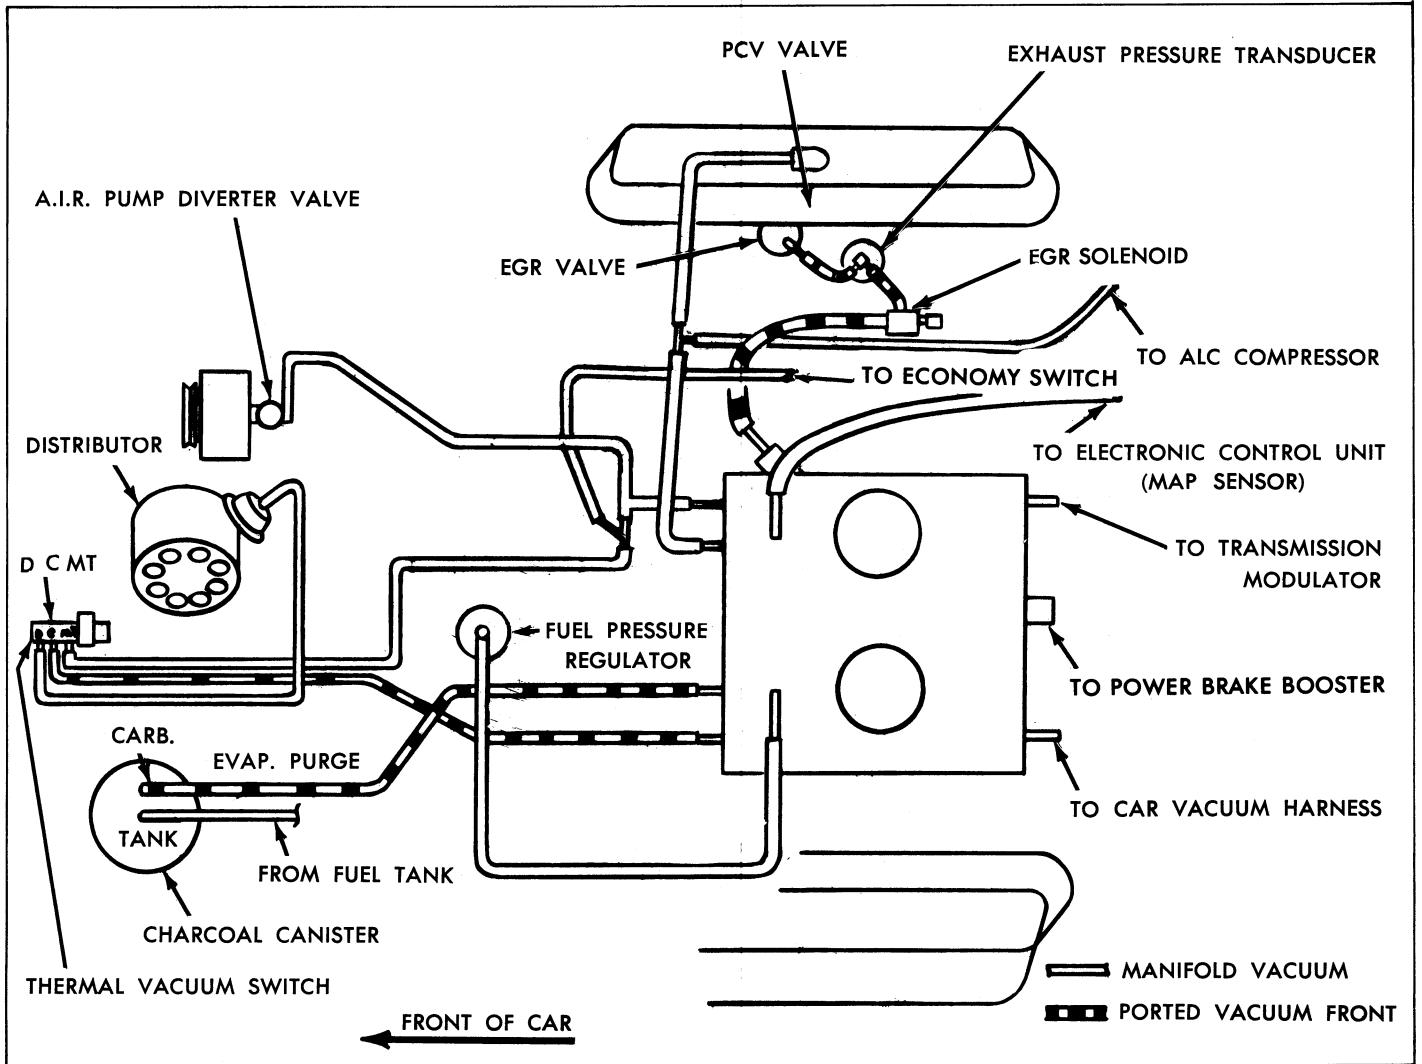 PCV VALVE
EXHAUST PRESSURE TRANSDUCER
A.I.R. PUMP DIVERTER VALVE
EGR VALVE
EGR SOLENOID
TO ALC COMPRESSOR
TO ECONOMY SWITCH
DISTRIBUTOR
TO ELECTRONIC CONTROL UNIT
(MAP SENSOR)
D C MT
TO TRANSMISSION
MODULATOR
FUEL PRESSURE
REGULATOR
TO POWER BRAKE BOOSTER
CARB.
EVAP. PURGE
TO CAR VACUUM HARNESS
TANK
FROM FUEL TANK
CHARCOAL CANISTER
THERMAL VACUUM SWITCH
MANIFOLD VACUUM
PORTED VACUUM FRONT
FRONT OF CAR